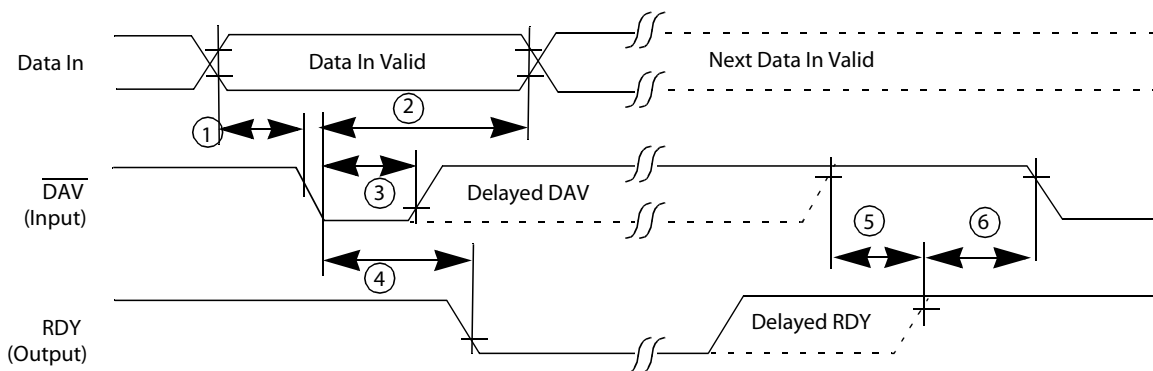 Data In
Data In Valid
Next Data In Valid
1
2
DAV
(Input)
3
Delayed DAV
5
6
4
RDY
(Output)
Delayed RDY